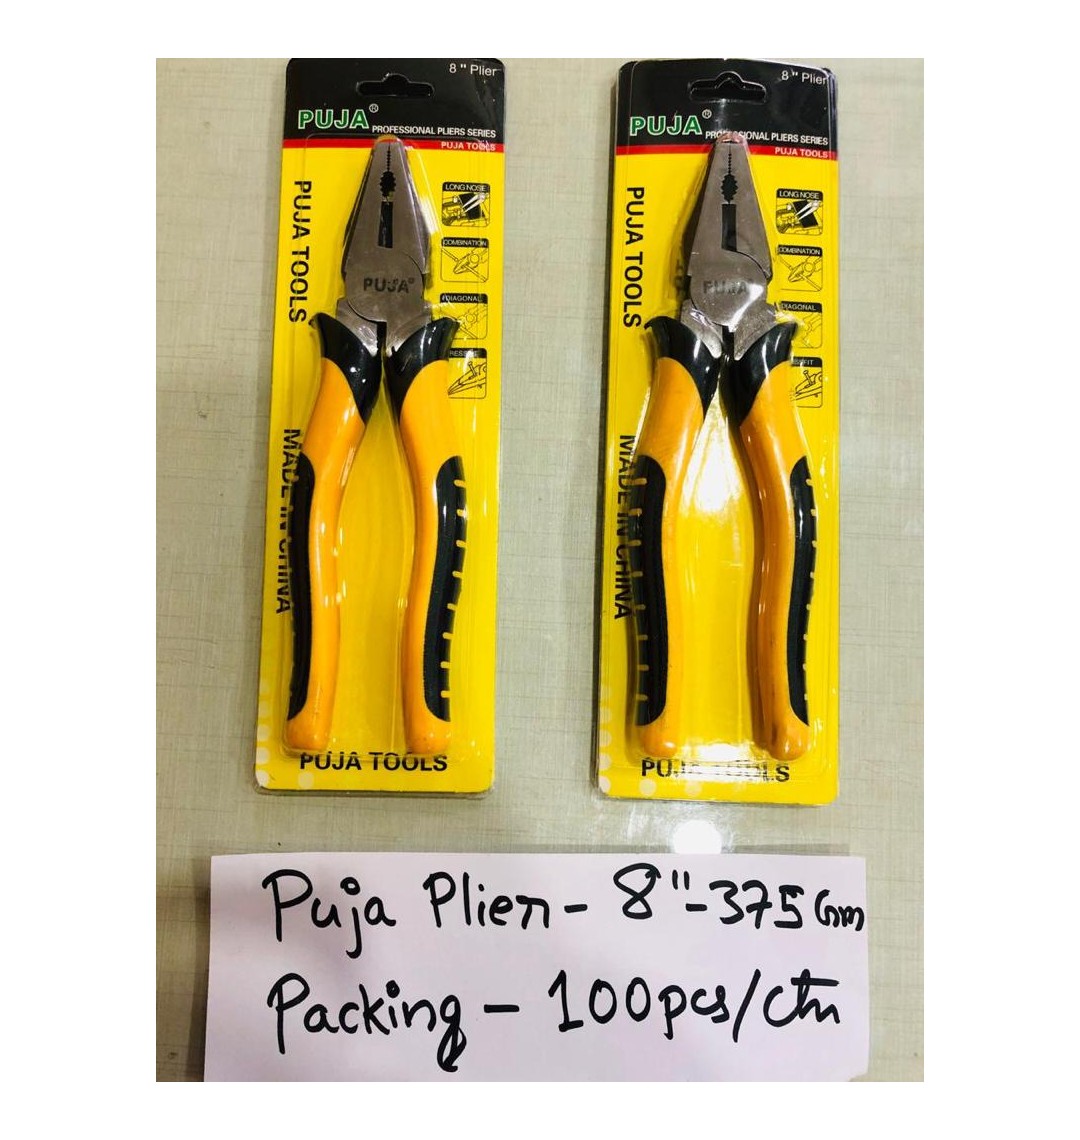 8" Plier
PUJA®
PROFESSIONAL PLIERS SERIES
PUJA TOOLS
LONG NOSE
COMBINATION
DIAGONAL
PUJA TOOLS
PUJA®
MADE IN CHINA
PUJA TOOLS
8" Plier
PUJA®
PROFESSIONAL PLIERS SERIES
PUJA TOOLS
LONG NOSE
COMBINATION
DIAGONAL
PUJA TOOLS
PUJA
MADE IN CHINA
PUJA TOOLS
Puja Plier - 8" - 375 Gm
Packing - 100pcs/ctn